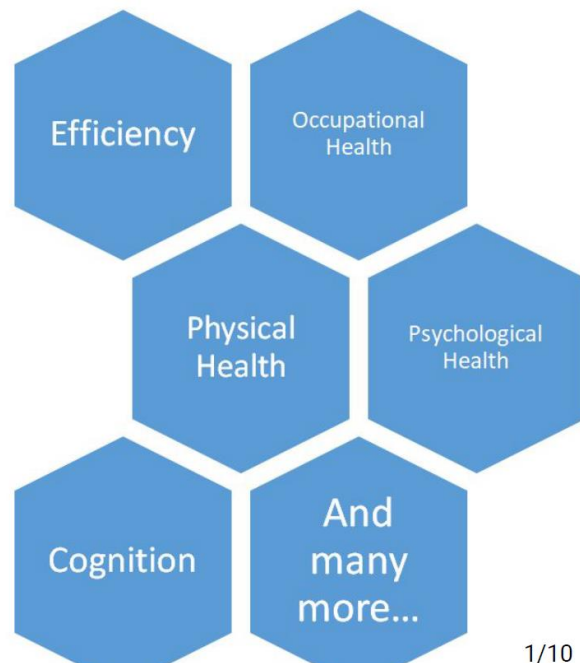 Efficiency
Occupational
Health
Physical
Health
Psychological
Health
Cognition
And
many
more...
1/10